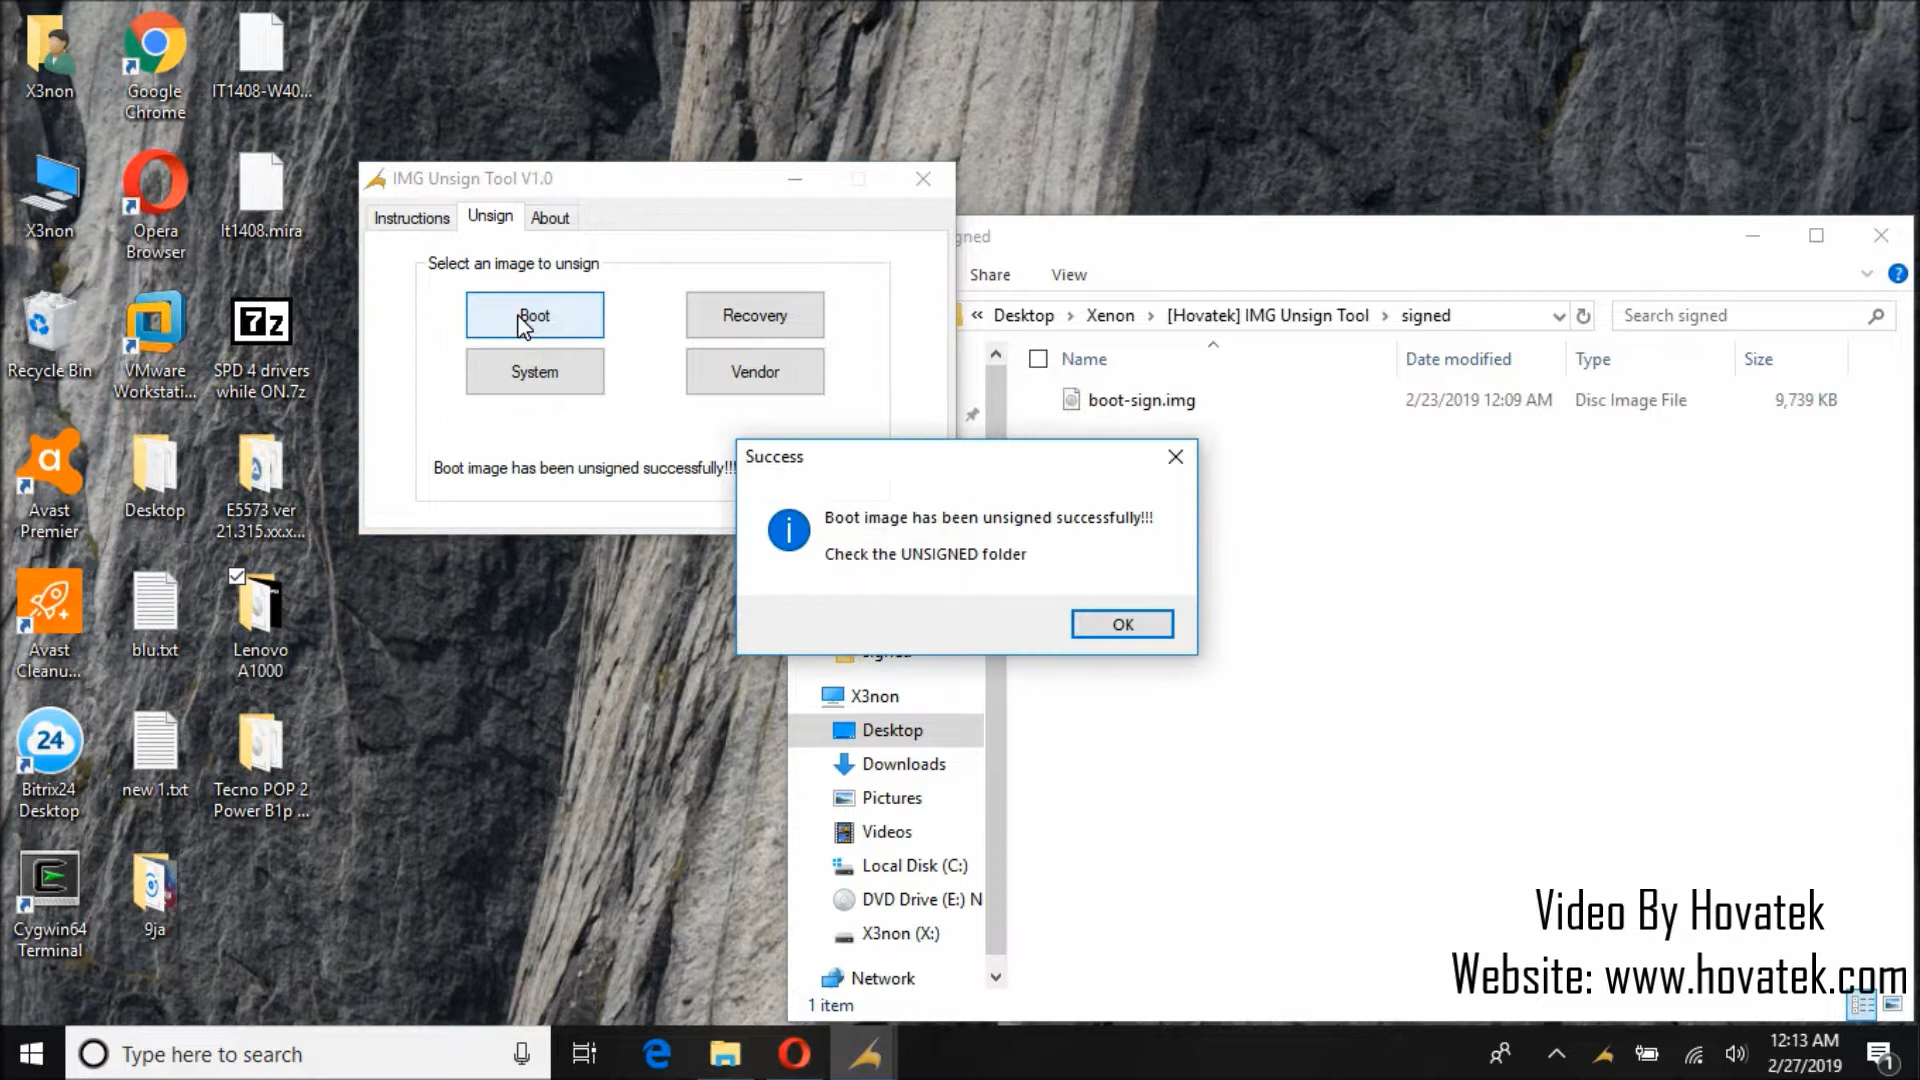 X3non
Google
Chrome
IT1408-W40...
X3non
Opera
Browser
It1408.mira
Recycle Bin
VMware
Workstati...
7z
SPD 4 drivers
while ON.7z
Avast
Premier
Desktop
E5573 ver
21.315.xx.x...
Avast
Cleanu...
blu.txt
Lenovo
A1000
24
Bitrix24
Desktop
new 1.txt
Tecno POP 2
Power B1p ...
Cygwin64
Terminal
9ja
IMG Unsign Tool V1.0
Instructions
Unsign
About
Select an image to unsign
Boot
Recovery
System
Vendor
Boot image has been unsigned successfully!!!
Success
Boot image has been unsigned successfully!!!
Check the UNSIGNED folder
OK
gned
Share
View
« Desktop > Xenon > [Hovatek] IMG Unsign Tool > signed
Search signed
Name
Date modified
Type
Size
boot-sign.img
2/23/2019 12:09 AM
Disc Image File
9,739 KB
signed
X3non
Desktop
Downloads
Pictures
Videos
Local Disk (C:)
DVD Drive (E:) N
X3non (X:)
Network
1 item
Video By Hovatek
Website: www.hovatek.com
Type here to search
12:13 AM
2/27/2019
1